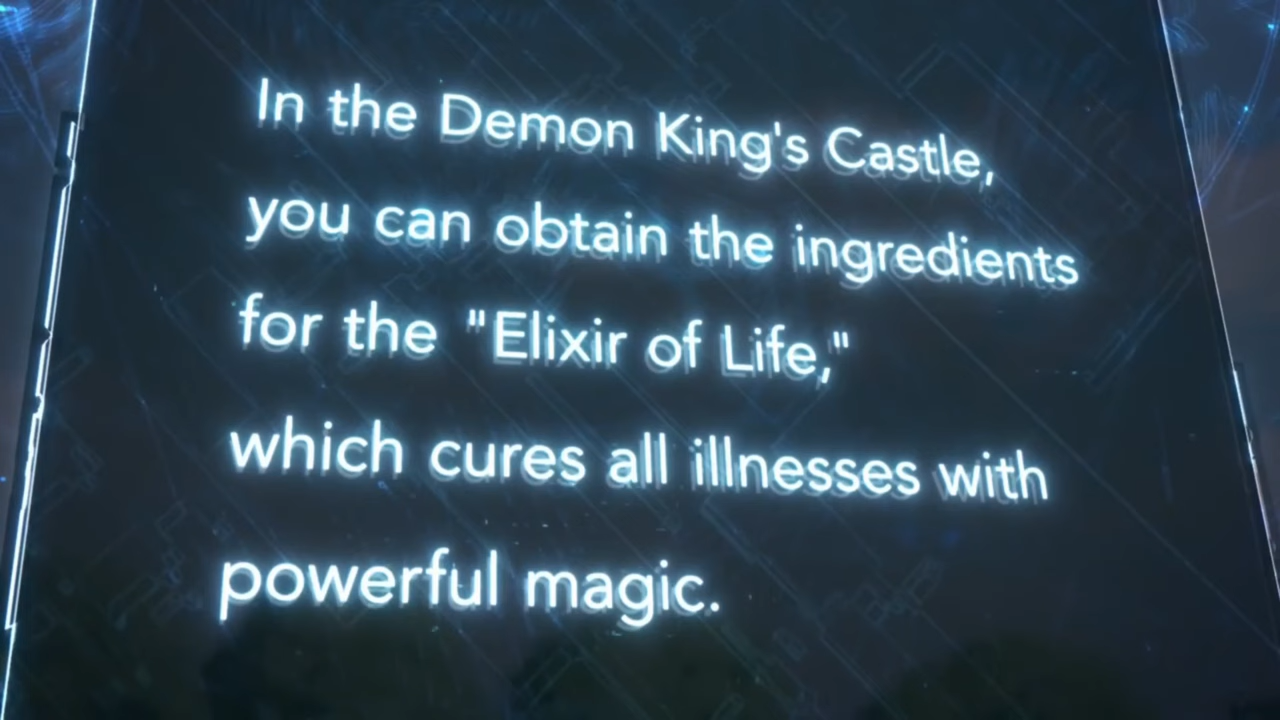 In the Demon King's Castle,
you can obtain the ingredients
for the "Elixir of Life,"
which cures all illnesses with
powerful magic.